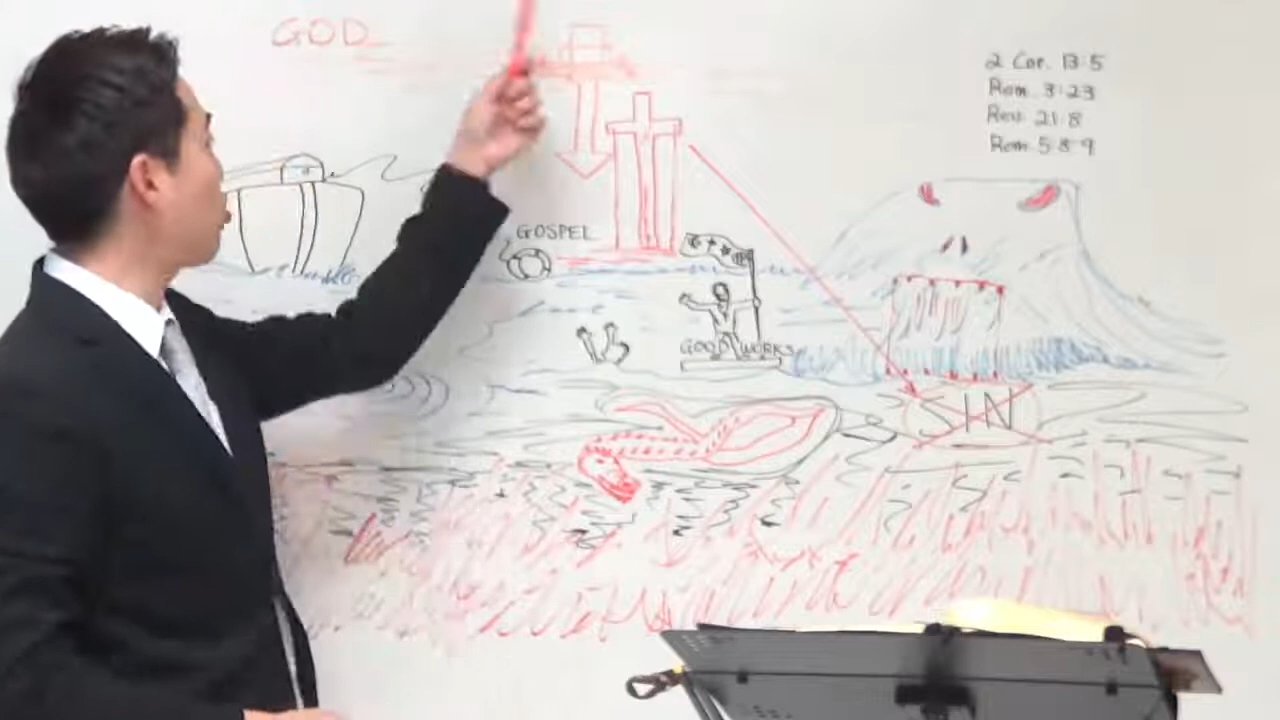 GOD
2 Cor. 13:5
Rom. 3:23
Rev. 21:8
Rom 5:8-9
GOSPEL
GOOD WORKS
SIN